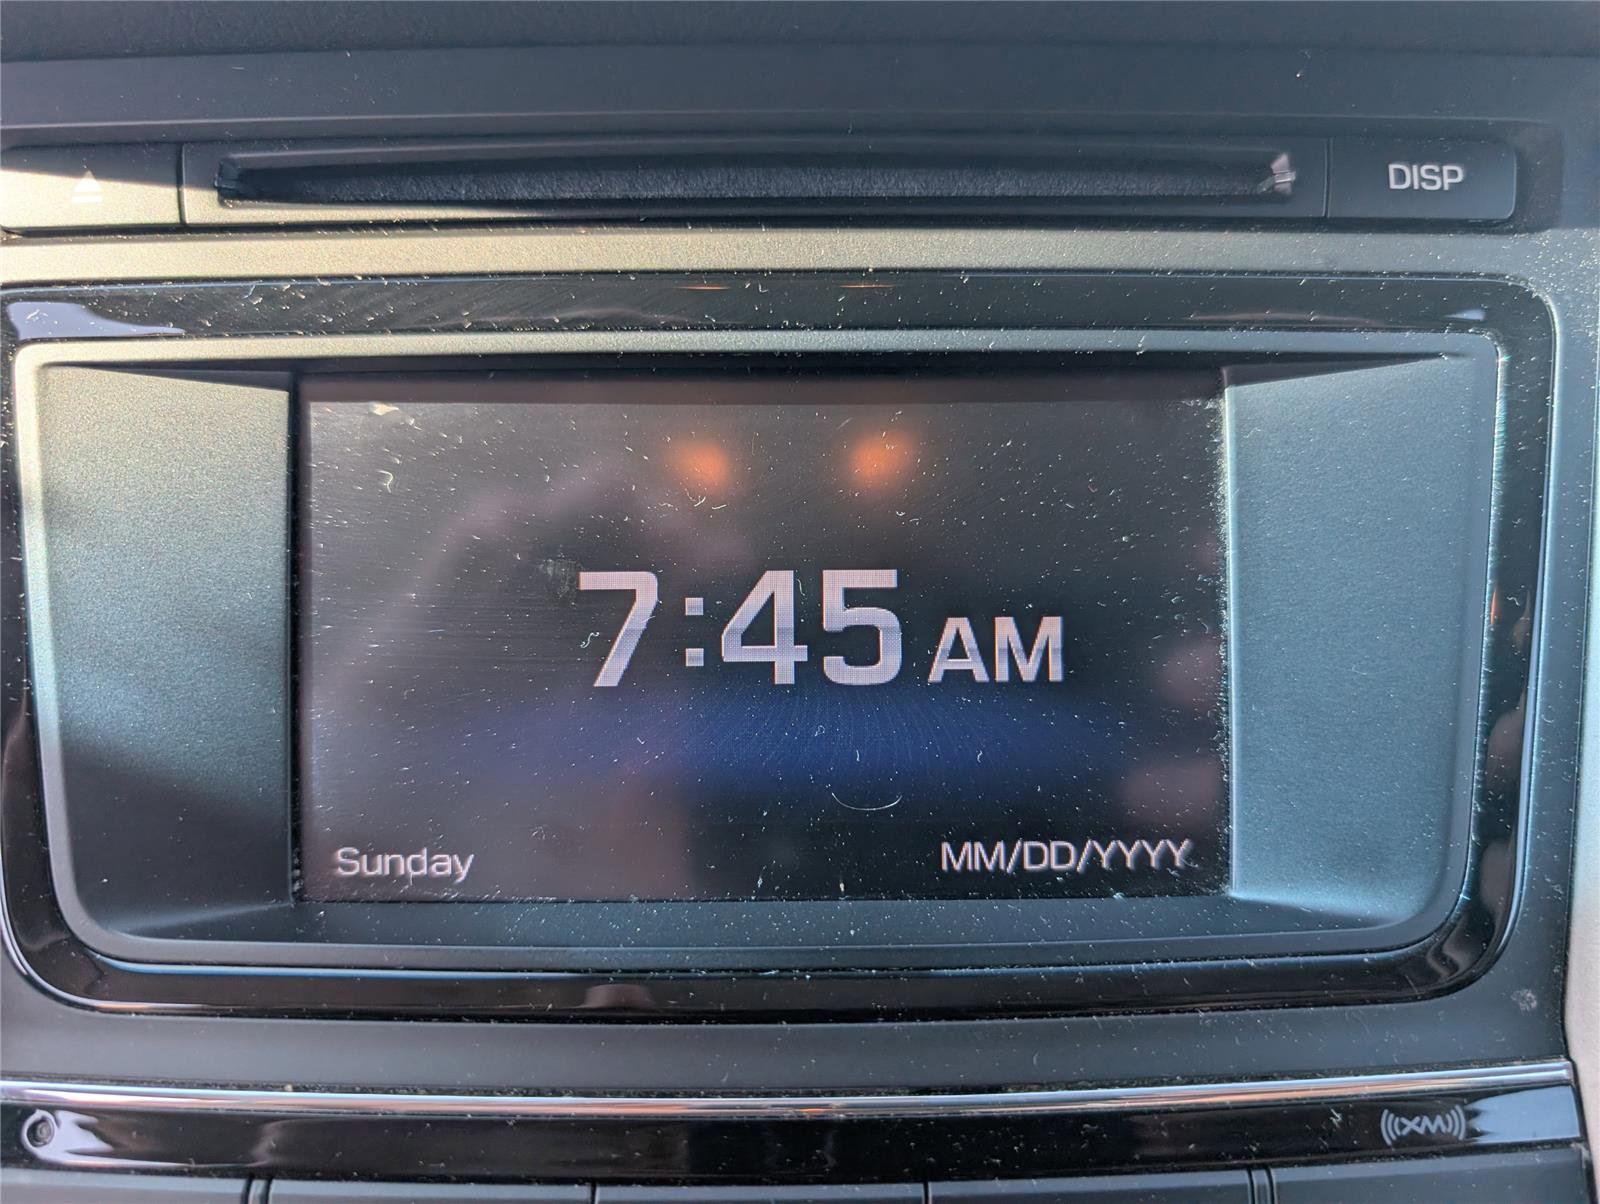 DISP
7:45 AM
Sunday MM/DD/YYYY
((XM))